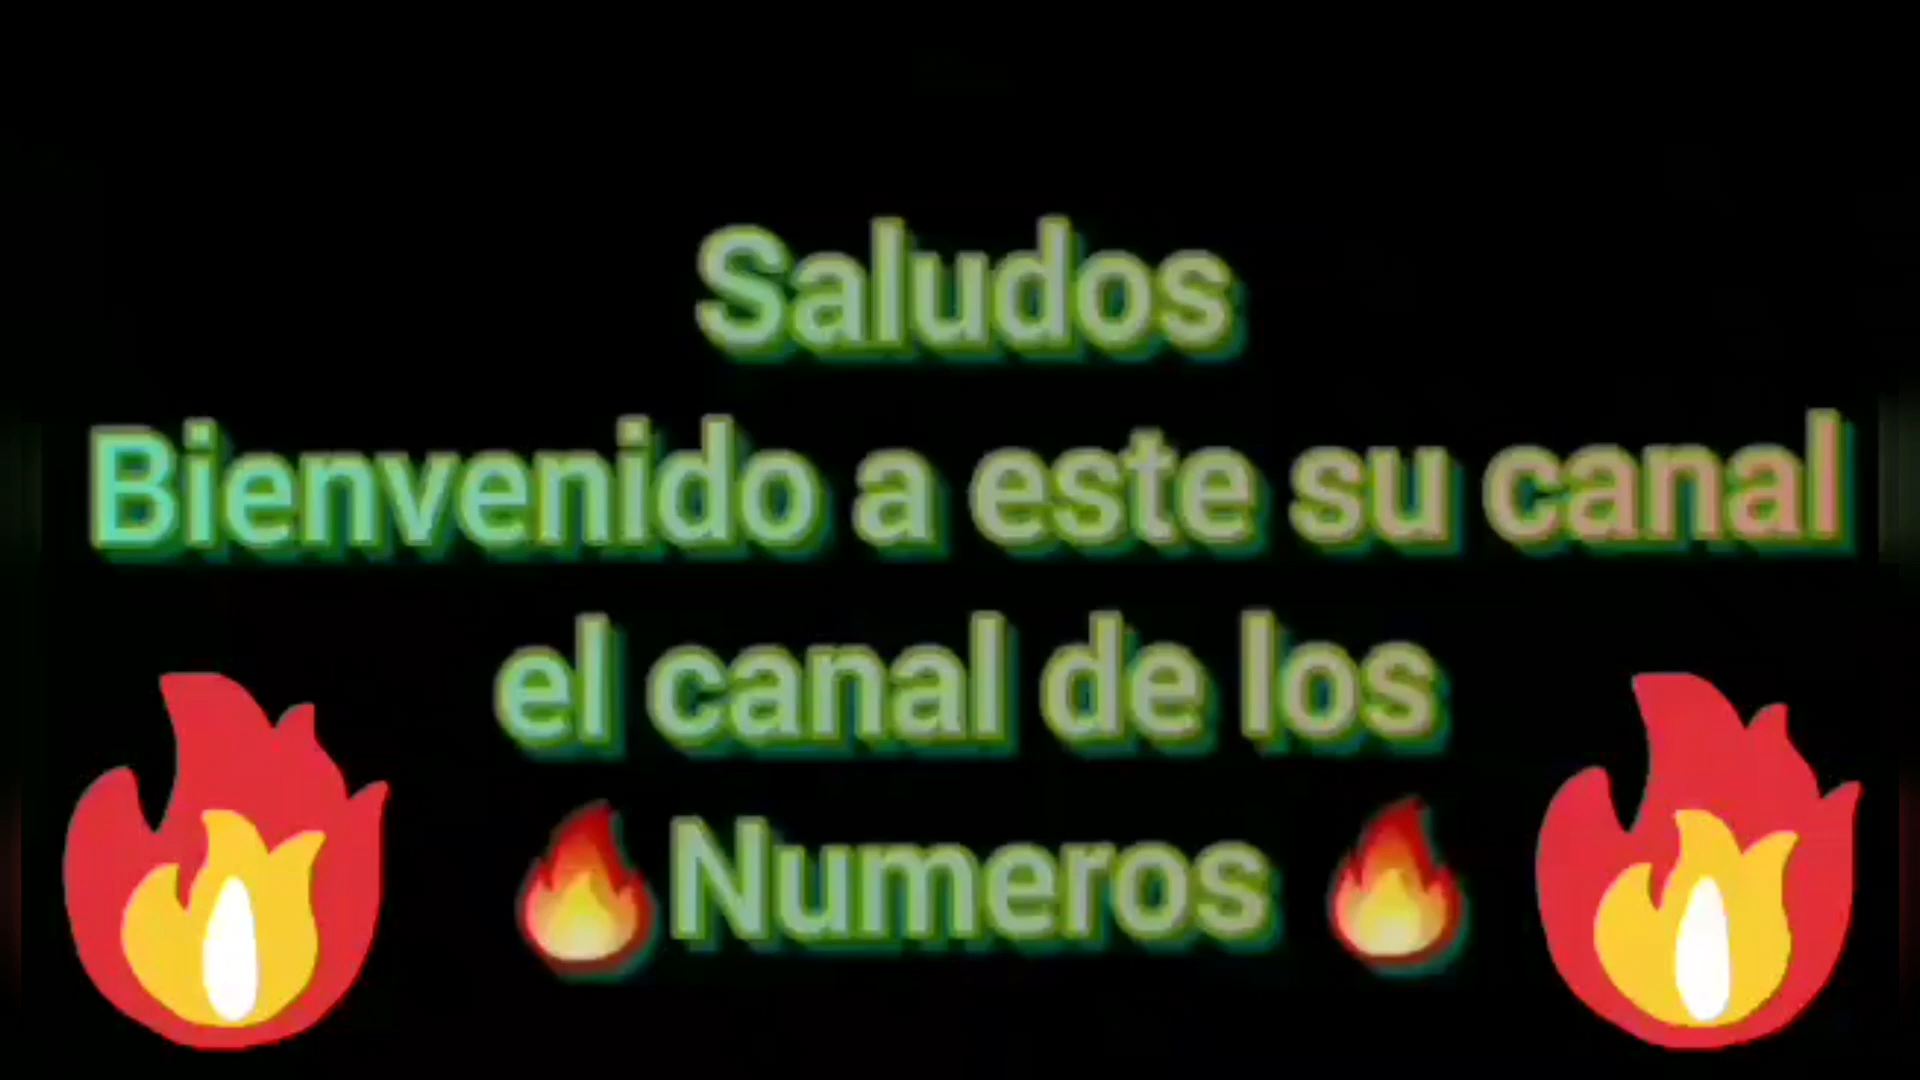 Saludos
Bienvenido a este su canal
el canal de los
🔥Numeros 🔥